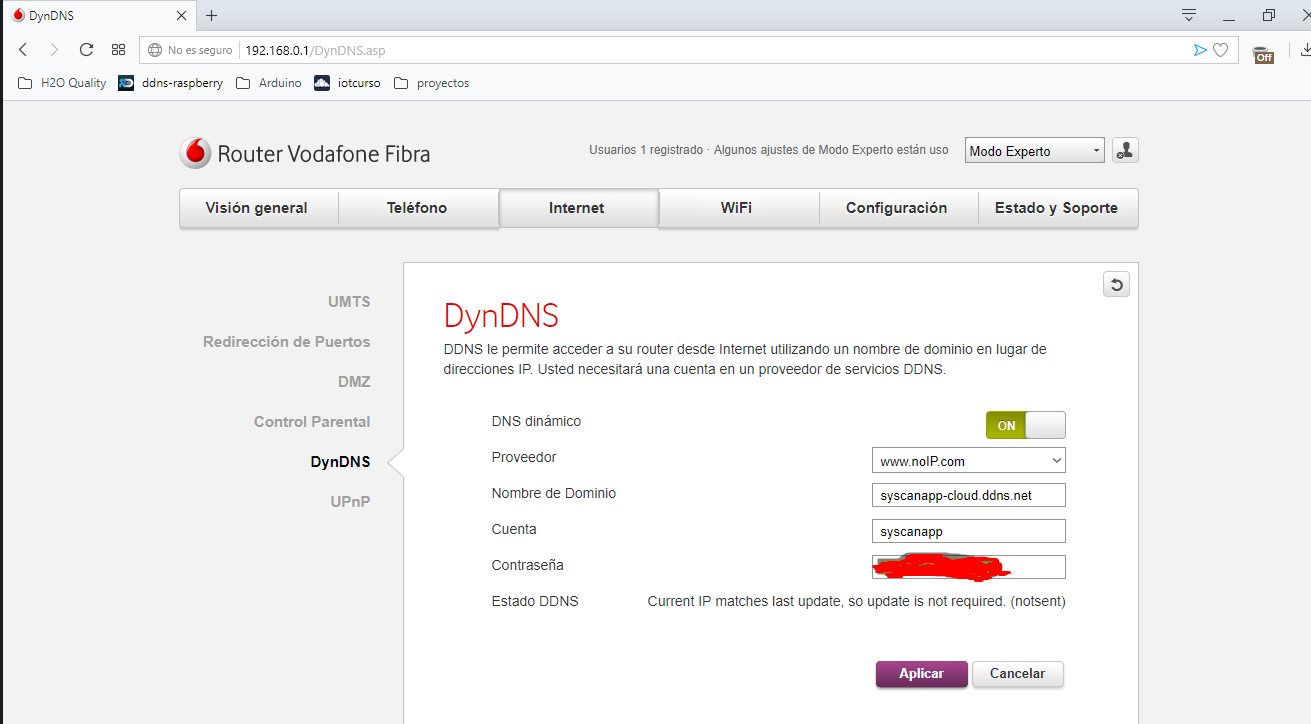 DynDNS
No es seguro 192.168.0.1/DynDNS.asp
Off
H2O Quality ddns-raspberry Arduino iotcurso proyectos
Router Vodafone Fibra
Usuarios 1 registrado · Algunos ajustes de Modo Experto están uso
Modo Experto
Visión general Teléfono Internet WiFi Configuración Estado y Soporte
UMTS
Redirección de Puertos
DMZ
Control Parental
DynDNS
UPnP
DynDNS
DDNS le permite acceder a su router desde Internet utilizando un nombre de dominio en lugar de
direcciones IP. Usted necesitará una cuenta en un proveedor de servicios DDNS.
DNS dinámico ON
Proveedor www.noIP.com
Nombre de Dominio syscanapp-cloud.ddns.net
Cuenta syscanapp
Contraseña
Estado DDNS Current IP matches last update, so update is not required. (notsent)
Aplicar Cancelar